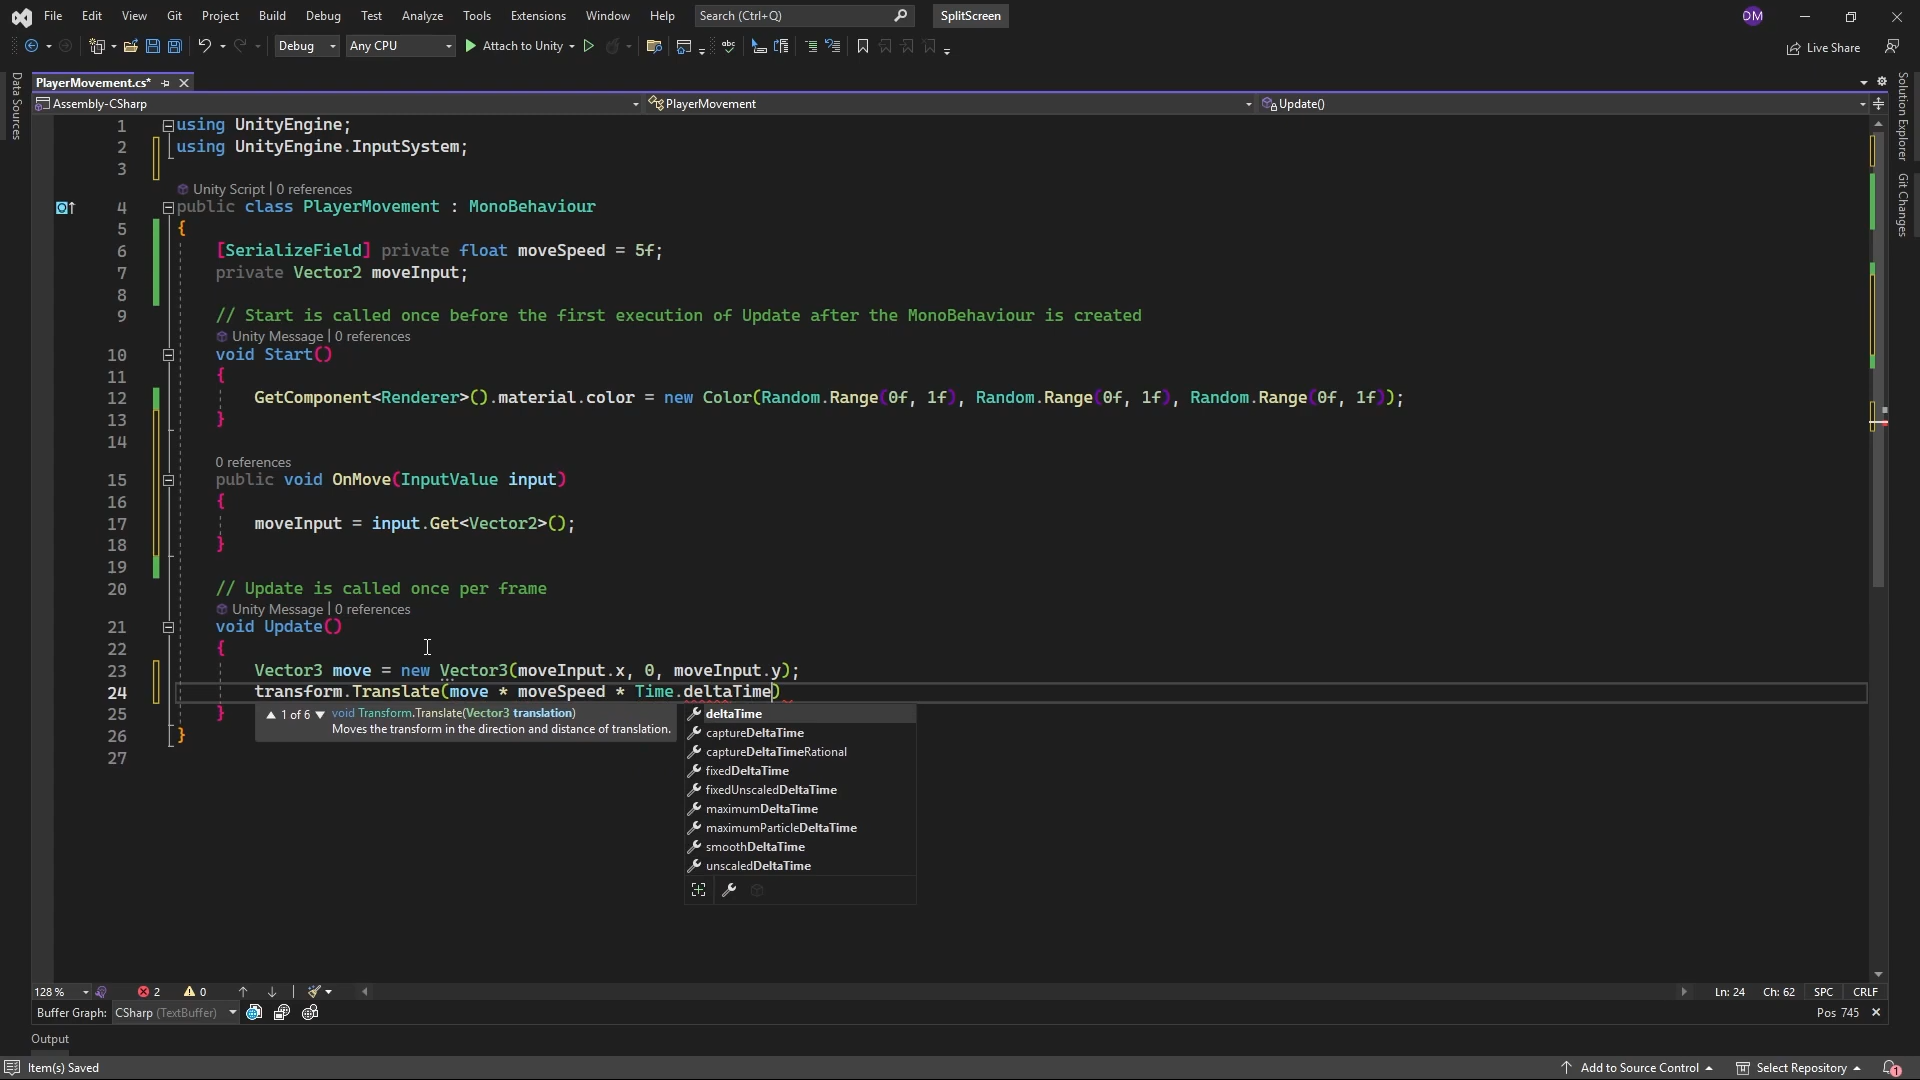 File Edit View Git Project Build Debug Test Analyze Tools Extensions Window Help Search (Ctrl+Q) SplitScreen DM
Debug Any CPU Attach to Unity Live Share
PlayerMovement.cs*
Assembly-CSharp PlayerMovement Update()
Data Sources
Solution Explorer
Git Changes
1 using UnityEngine;
2 using UnityEngine.InputSystem;
3
Unity Script | 0 references
4 public class PlayerMovement : MonoBehaviour
5 {
6 [SerializeField] private float moveSpeed = 5f;
7 private Vector2 moveInput;
8
9 // Start is called once before the first execution of Update after the MonoBehaviour is created
Unity Message | 0 references
10 void Start()
11 {
12 GetComponent<Renderer>().material.color = new Color(Random.Range(0f, 1f), Random.Range(0f, 1f), Random.Range(0f, 1f));
13 }
14
0 references
15 public void OnMove(InputValue input)
16 {
17 moveInput = input.Get<Vector2>();
18 }
19
20 // Update is called once per frame
Unity Message | 0 references
21 void Update()
22 {
23 Vector3 move = new Vector3(moveInput.x, 0, moveInput.y);
24 transform.Translate(move * moveSpeed * Time.deltaTime)
25 }
26 }
27
1 of 6 void Transform.Translate(Vector3 translation)
Moves the transform in the direction and distance of translation.
deltaTime
captureDeltaTime
captureDeltaTimeRational
fixedDeltaTime
fixedUnscaledDeltaTime
maximumDeltaTime
maximumParticleDeltaTime
smoothDeltaTime
unscaledDeltaTime
128 % 2 0 Ln: 24 Ch: 62 SPC CRLF
Buffer Graph: CSharp (TextBuffer) Pos 745
Output
Item(s) Saved Add to Source Control Select Repository 1